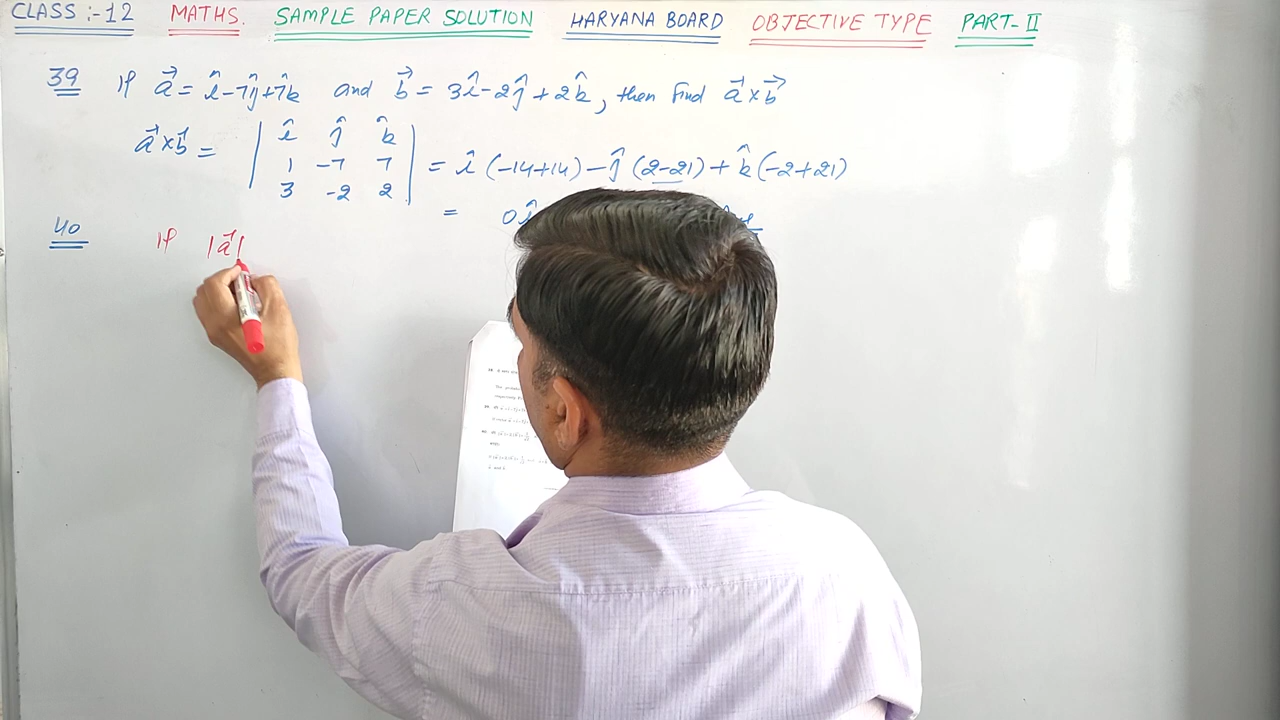 CLASS :- 12 MATHS. SAMPLE PAPER SOLUTION HARYANA BOARD OBJECTIVE TYPE PART-II
39 If a⃗ = î-7ĵ+7k̂ and b⃗ = 3î-2ĵ+2k̂, then find a⃗×b⃗
a⃗×b⃗ = | î ĵ k̂ | = î (-14+14) - ĵ (2-21) + k̂ (-2+21)
1 -7 7
3 -2 2
= 0î
40 If |a⃗|